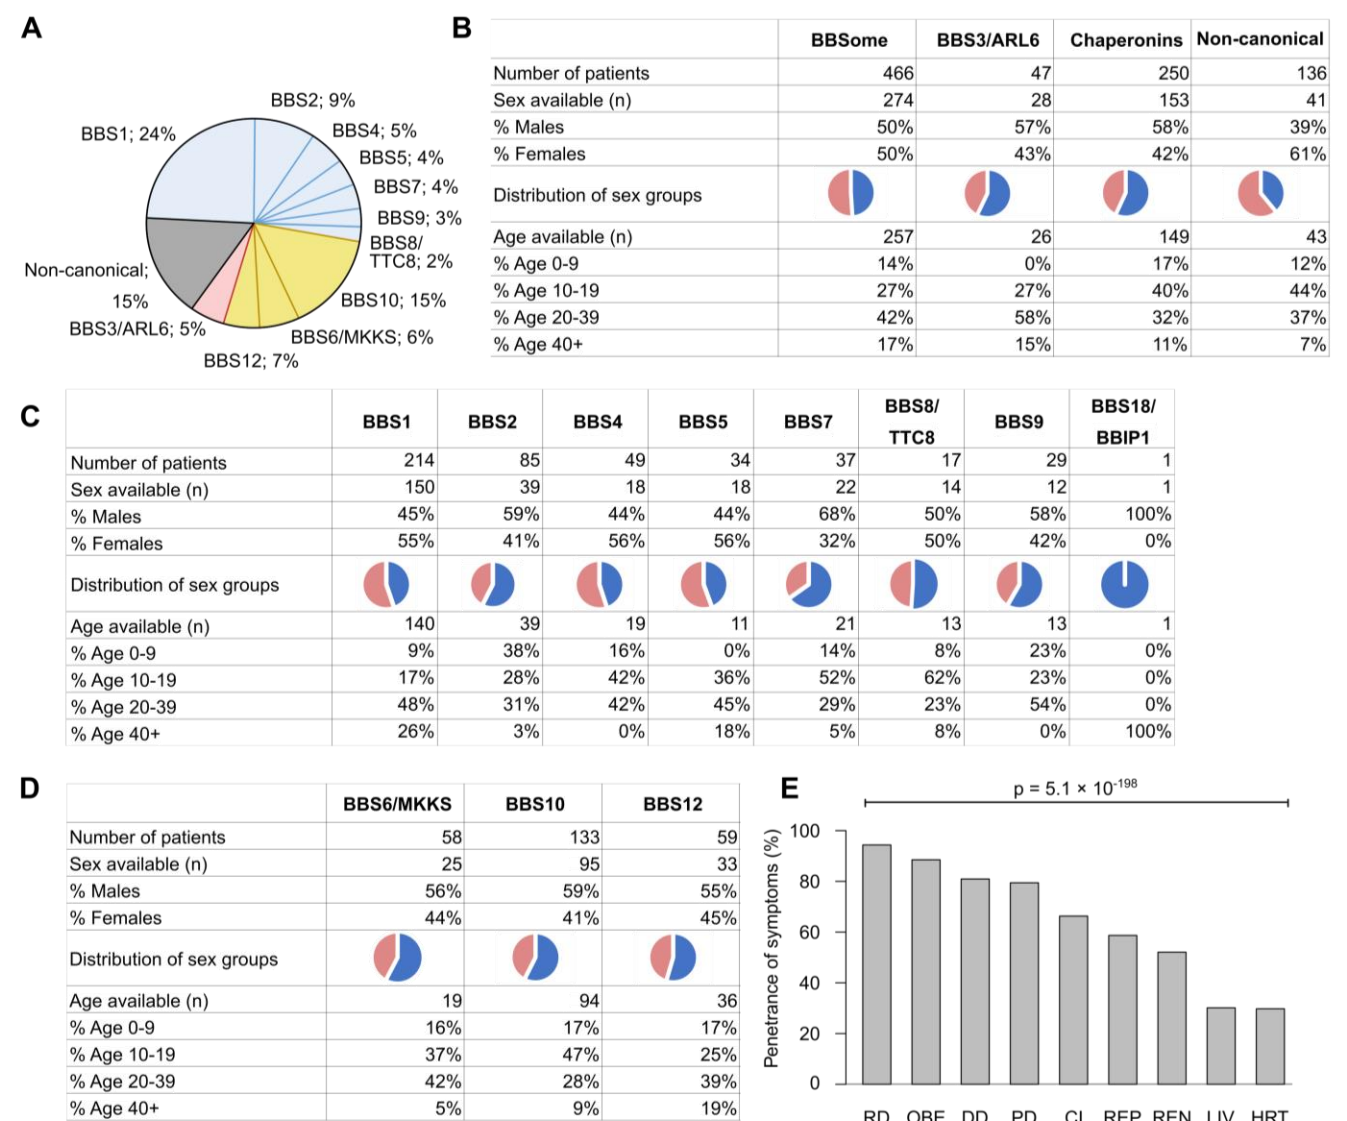 A
BBS2; 9%
BBS1; 24%
BBS4; 5%
BBS5; 4%
BBS7; 4%
BBS9; 3%
BBS8/
TTC8; 2%
Non-canonical;
15%
BBS10; 15%
BBS3/ARL6; 5%
BBS6/MKKS; 6%
BBS12; 7%
B
BBSome BBS3/ARL6 Chaperonins Non-canonical
Number of patients 466 47 250 136
Sex available (n) 274 28 153 41
% Males 50% 57% 58% 39%
% Females 50% 43% 42% 61%
Distribution of sex groups
Age available (n) 257 26 149 43
% Age 0-9 14% 0% 17% 12%
% Age 10-19 27% 27% 40% 44%
% Age 20-39 42% 58% 32% 37%
% Age 40+ 17% 15% 11% 7%
C
BBS1 BBS2 BBS4 BBS5 BBS7 BBS8/ TTC8 BBS9 BBS18/ BBIP1
Number of patients 214 85 49 34 37 17 29 1
Sex available (n) 150 39 18 18 22 14 12 1
% Males 45% 59% 44% 44% 68% 50% 58% 100%
% Females 55% 41% 56% 56% 32% 50% 42% 0%
Distribution of sex groups
Age available (n) 140 39 19 11 21 13 13 1
% Age 0-9 9% 38% 16% 0% 14% 8% 23% 0%
% Age 10-19 17% 28% 42% 36% 52% 62% 23% 0%
% Age 20-39 48% 31% 42% 45% 29% 23% 54% 0%
% Age 40+ 26% 3% 0% 18% 5% 8% 0% 100%
D
BBS6/MKKS BBS10 BBS12
Number of patients 58 133 59
Sex available (n) 25 95 33
% Males 56% 59% 55%
% Females 44% 41% 45%
Distribution of sex groups
Age available (n) 19 94 36
% Age 0-9 16% 17% 17%
% Age 10-19 37% 47% 25%
% Age 20-39 42% 28% 39%
% Age 40+ 5% 9% 19%
E
p = 5.1 × 10⁻¹⁹⁸
Penetrance of symptoms (%)
100
80
60
40
20
0
RD OBE DD PD CI REP REN LIV HRT